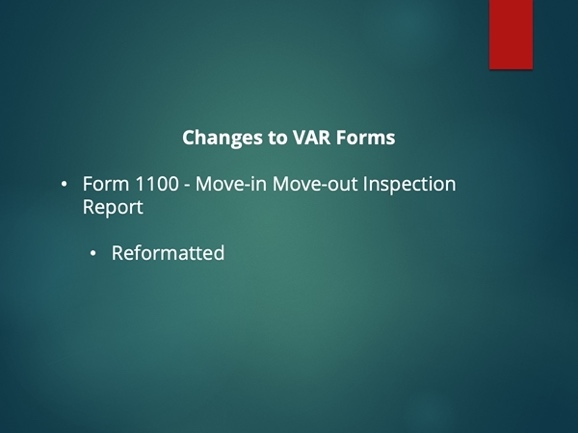 Changes to VAR Forms
• Form 1100 - Move-in Move-out Inspection
Report
• Reformatted